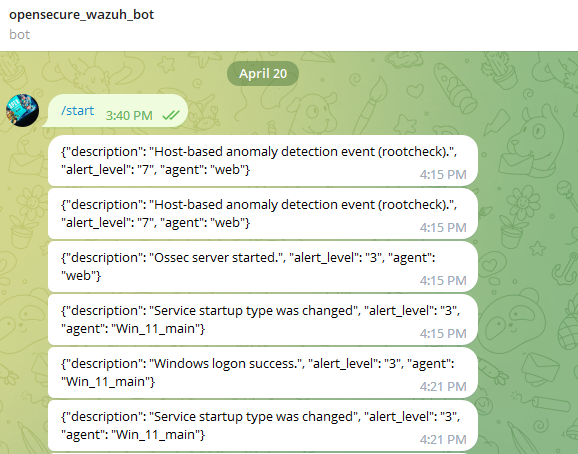 opensecure_wazuh_bot
bot
April 20
/start 3:40 PM
{"description": "Host-based anomaly detection event (rootcheck).",
"alert_level": "7", "agent": "web"} 4:15 PM
{"description": "Host-based anomaly detection event (rootcheck).",
"alert_level": "7", "agent": "web"} 4:15 PM
{"description": "Ossec server started.", "alert_level": "3", "agent":
"web"} 4:15 PM
{"description": "Service startup type was changed", "alert_level": "3",
"agent": "Win_11_main"} 4:15 PM
{"description": "Windows logon success.", "alert_level": "3", "agent":
"Win_11_main"} 4:21 PM
{"description": "Service startup type was changed", "alert_level": "3",
"agent": "Win_11_main"} 4:21 PM